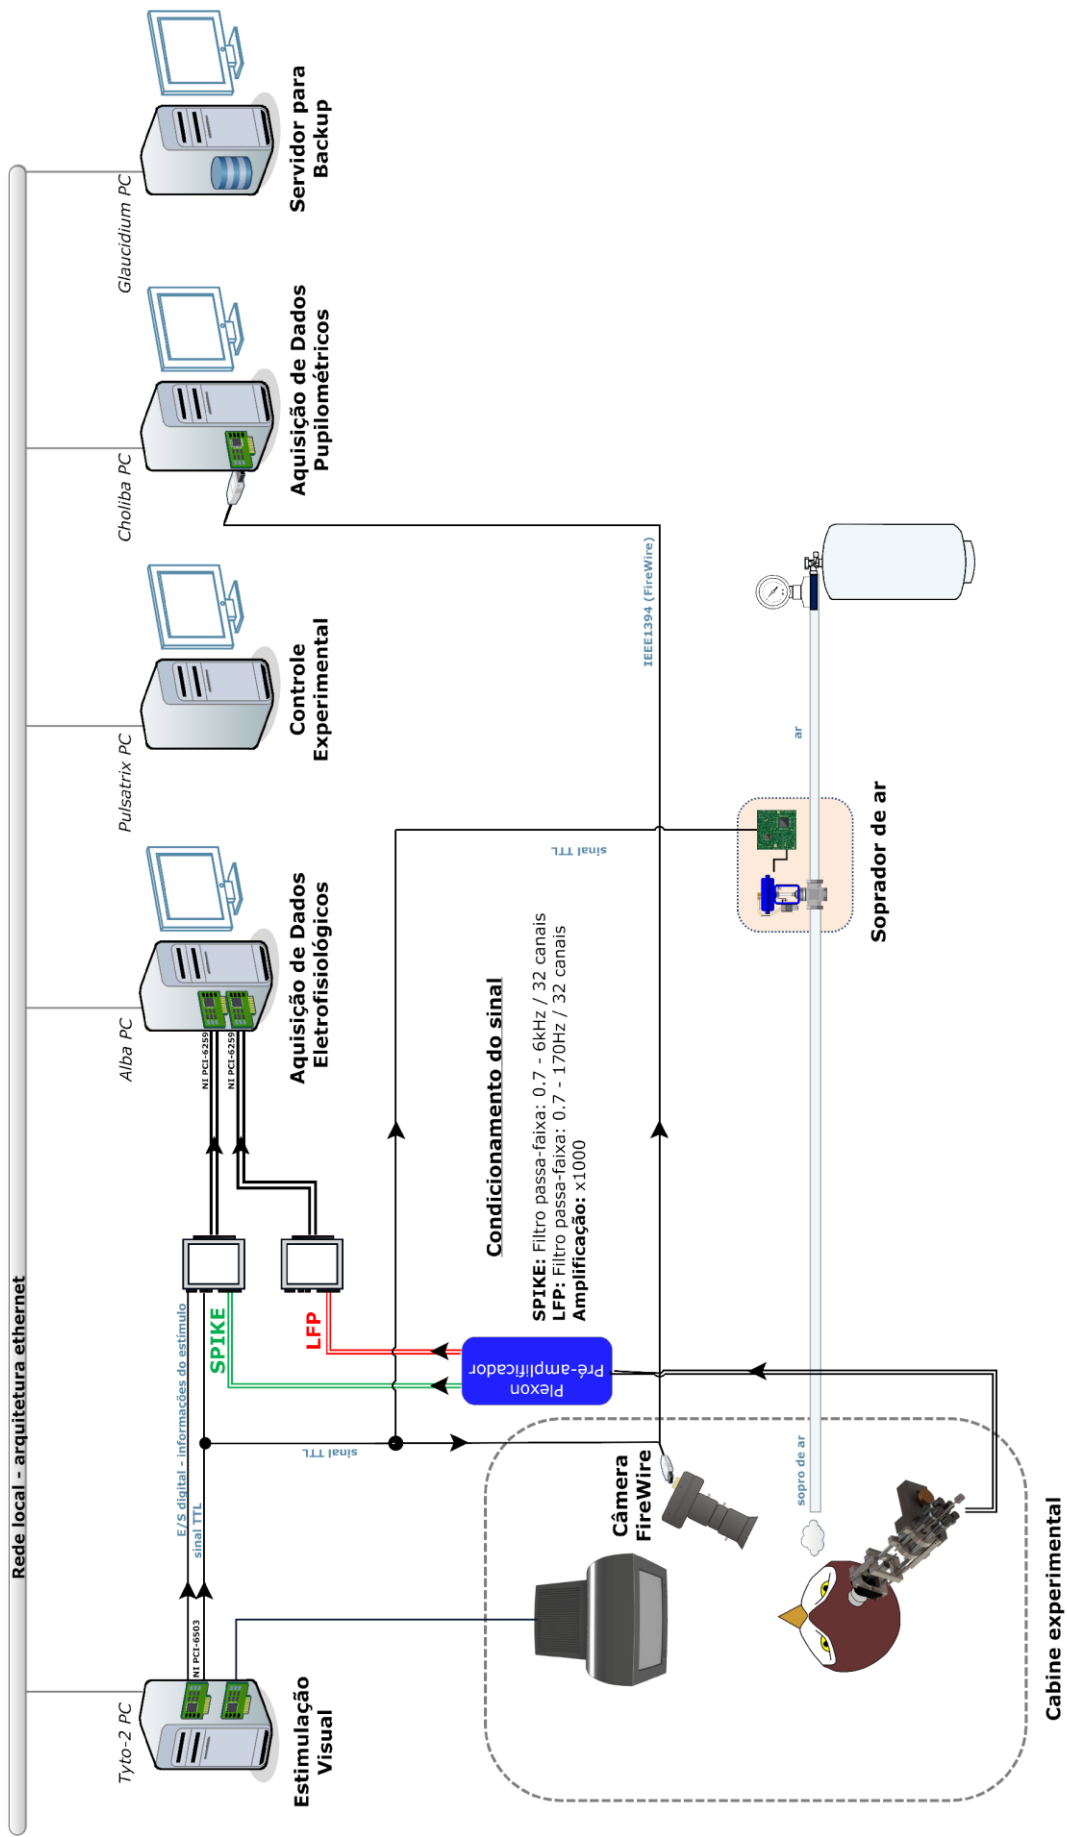 Rede local - arquitetura ethernet
Tyto-2 PC
Alba PC
Pulsatrix PC
Choliba PC
Glaucidium PC
Estimulação
Visual
NI PCI-6503
E/S digital - informações do estímulo
sinal TTL
SPIKE
LFP
NI PCI-6259
NI PCI-6259
Aquisição de Dados
Eletrofisiológicos
Controle
Experimental
Aquisição de Dados
Pupilométricos
Servidor para
Backup
sinal TTL
Plexon
Pré-amplificador
Condicionamento do sinal
SPIKE: Filtro passa-faixa: 0.7 - 6kHz / 32 canais
LFP: Filtro passa-faixa: 0.7 - 170Hz / 32 canais
Amplificação: x1000
sinal TTL
IEEE1394 (FireWire)
Câmera
FireWire
sopro de ar
ar
Soprador de ar
Cabine experimental